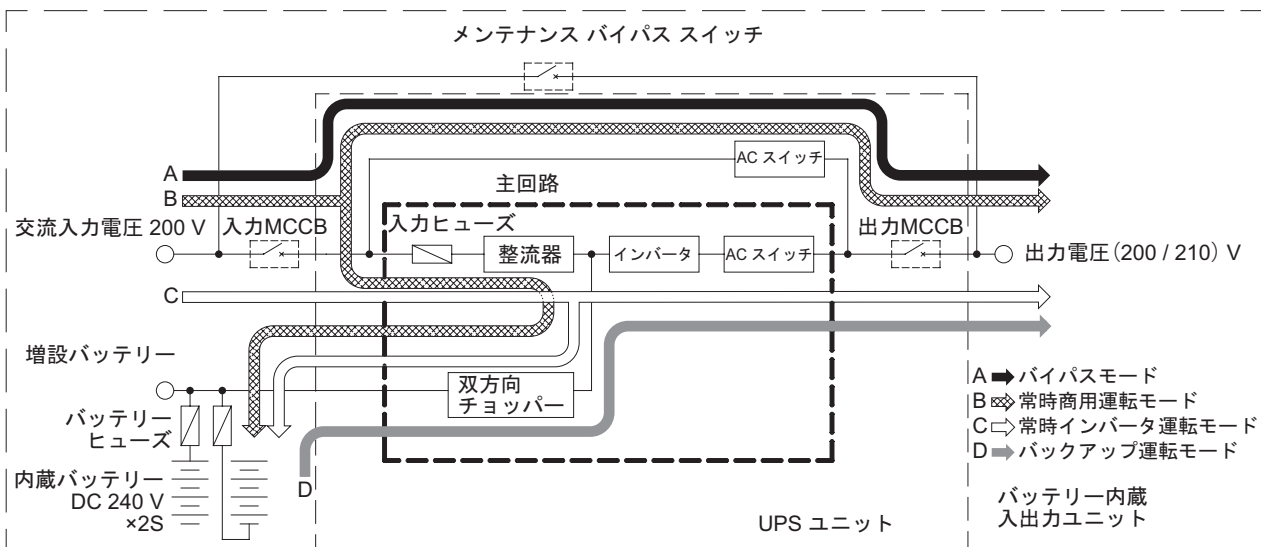 メンテナンス バイパス スイッチ
A
B
AC スイッチ
主回路
交流入力電圧 200 V
入力MCCB
入力ヒューズ
整流器
インバータ
AC スイッチ
出力MCCB
出力電圧(200 / 210) V
C
増設バッテリー
双方向
チョッパー
バッテリー
ヒューズ
内蔵バッテリー
DC 240 V
×2S
D
A バイパスモード
B 常時商用運転モード
C 常時インバータ運転モード
D バックアップ運転モード
UPS ユニット
バッテリー内蔵
入出力ユニット